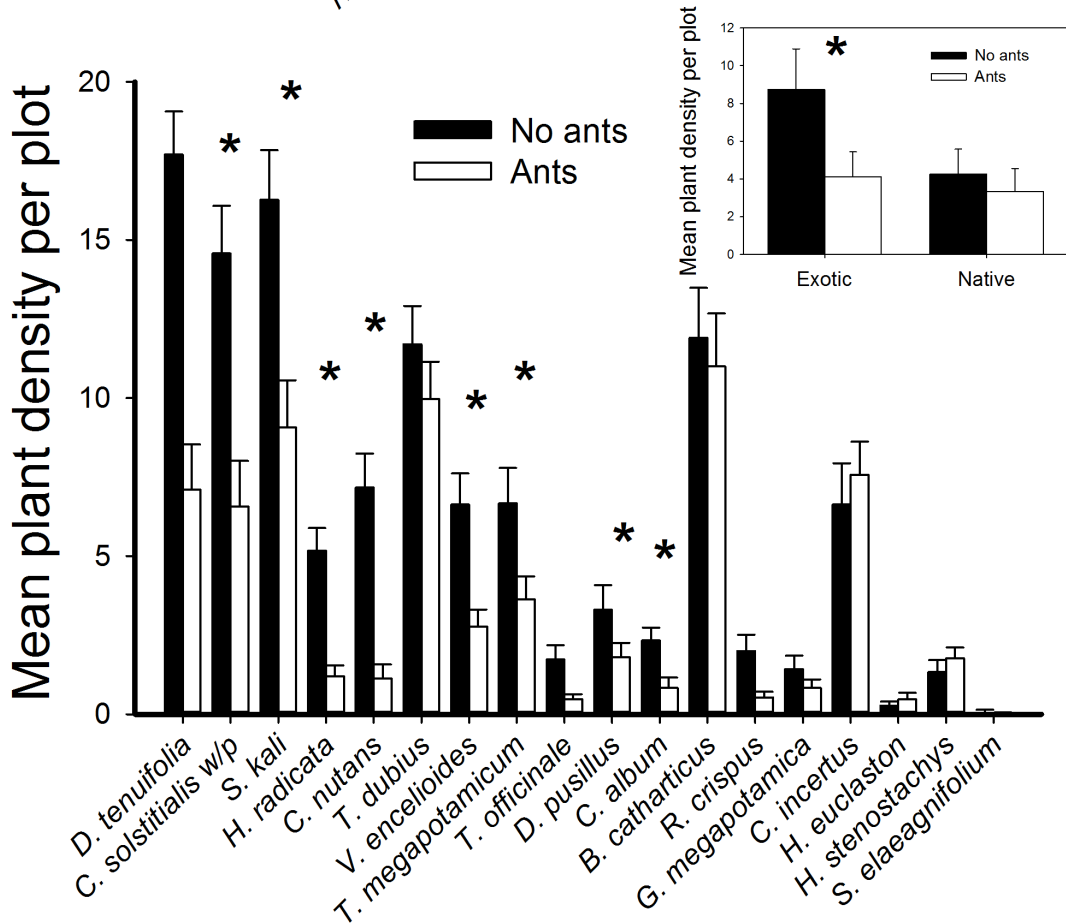 Mean plant density per plot
20
15
10
5
0
No ants
Ants
*
*
*
*
*
*
*
*
D. tenuifolia
C. solstitialis w/p
S. kali
H. radicata
C. nutans
T. dubius
V. encelioides
T. megapotamicum
T. officinale
D. pusillus
C. album
B. catharticus
R. crispus
G. megapotamica
C. incertus
H. euclaston
H. stenostachys
S. elaeagnifolium
Mean plant density per plot
12
10
8
6
4
2
0
*
No ants
Ants
Exotic
Native